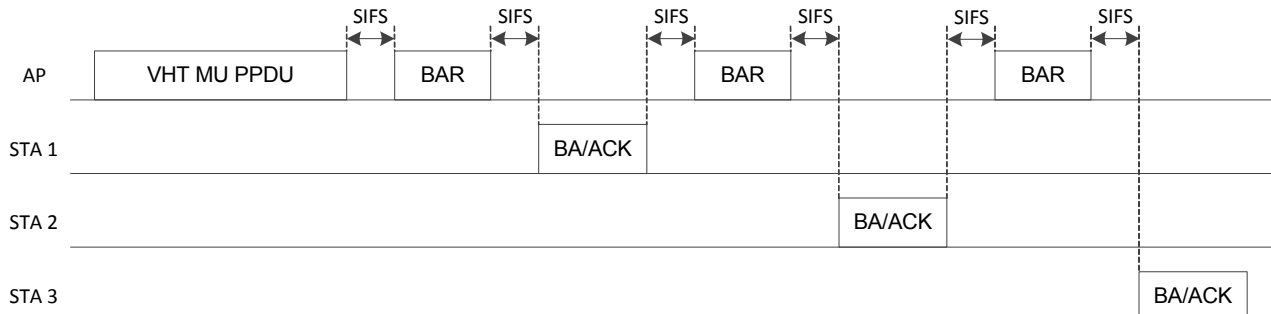 SIFS SIFS SIFS SIFS SIFS SIFS
AP VHT MU PPDU BAR BAR BAR
STA 1 BA/ACK
STA 2 BA/ACK
STA 3 BA/ACK